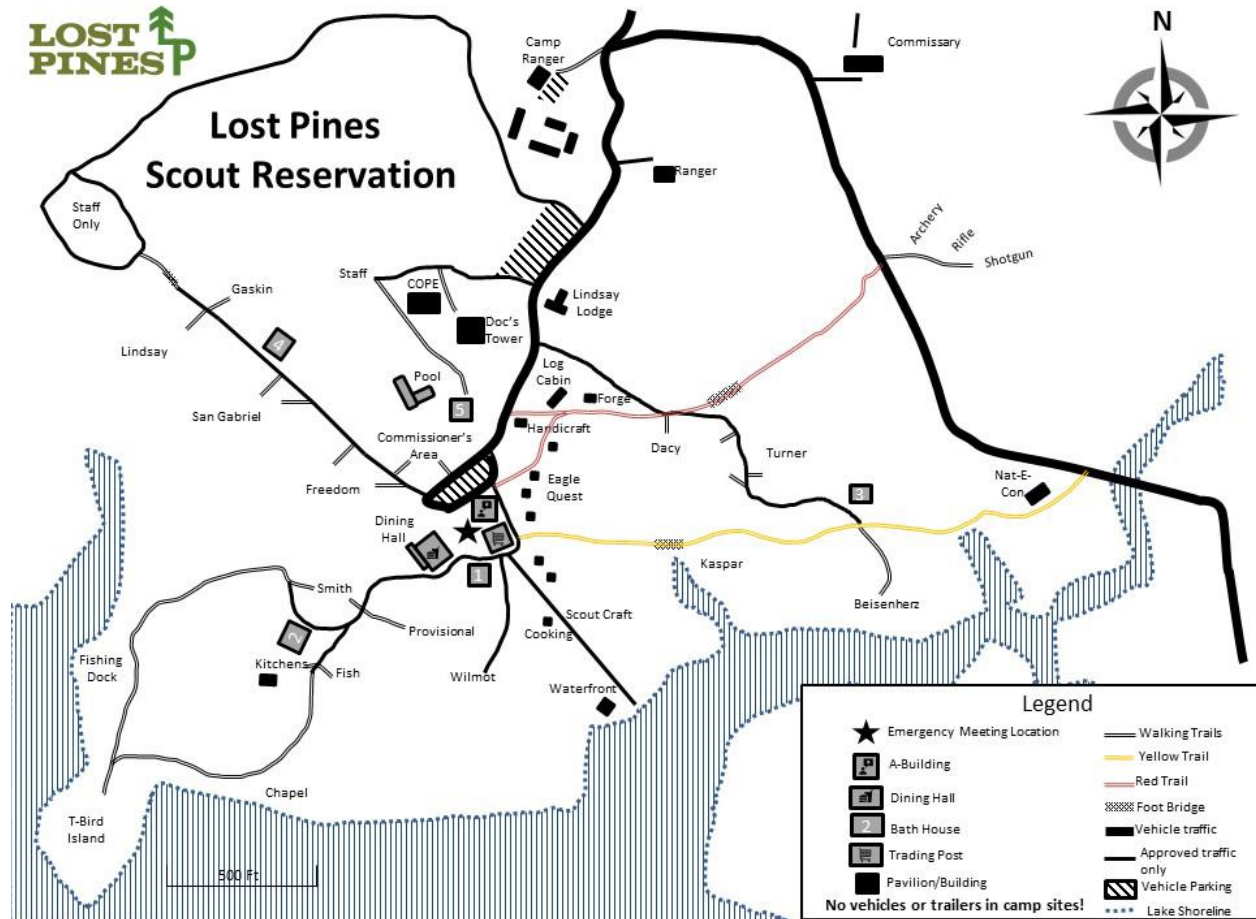 LOST
PINES
LP
Lost Pines
Scout Reservation
Camp
Ranger
Commissary
N
Ranger
Staff
Only
Archery
Rifle
Shotgun
Staff
COPE
Gaskin
Lindsay
Lodge
Doc's
Tower
Lindsay
4
Log
Cabin
Pool
Forge
5
San Gabriel
Commissioner's
Area
Handicraft
Dacy
Turner
Freedom
Eagle
Quest
3
Nat-E-
Con
Dining
Hall
1
Kaspar
Smith
Beisenherz
Scout Craft
Provisional
Cooking
2
Fishing
Dock
Kitchens
Fish
Wilmot
Waterfront
Chapel
T-Bird
Island
500 Ft
Legend
Emergency Meeting Location
A-Building
Dining Hall
2
Bath House
Trading Post
Pavilion/Building
No vehicles or trailers in camp sites!
Walking Trails
Yellow Trail
Red Trail
Foot Bridge
Vehicle traffic
Approved traffic
only
Vehicle Parking
Lake Shoreline